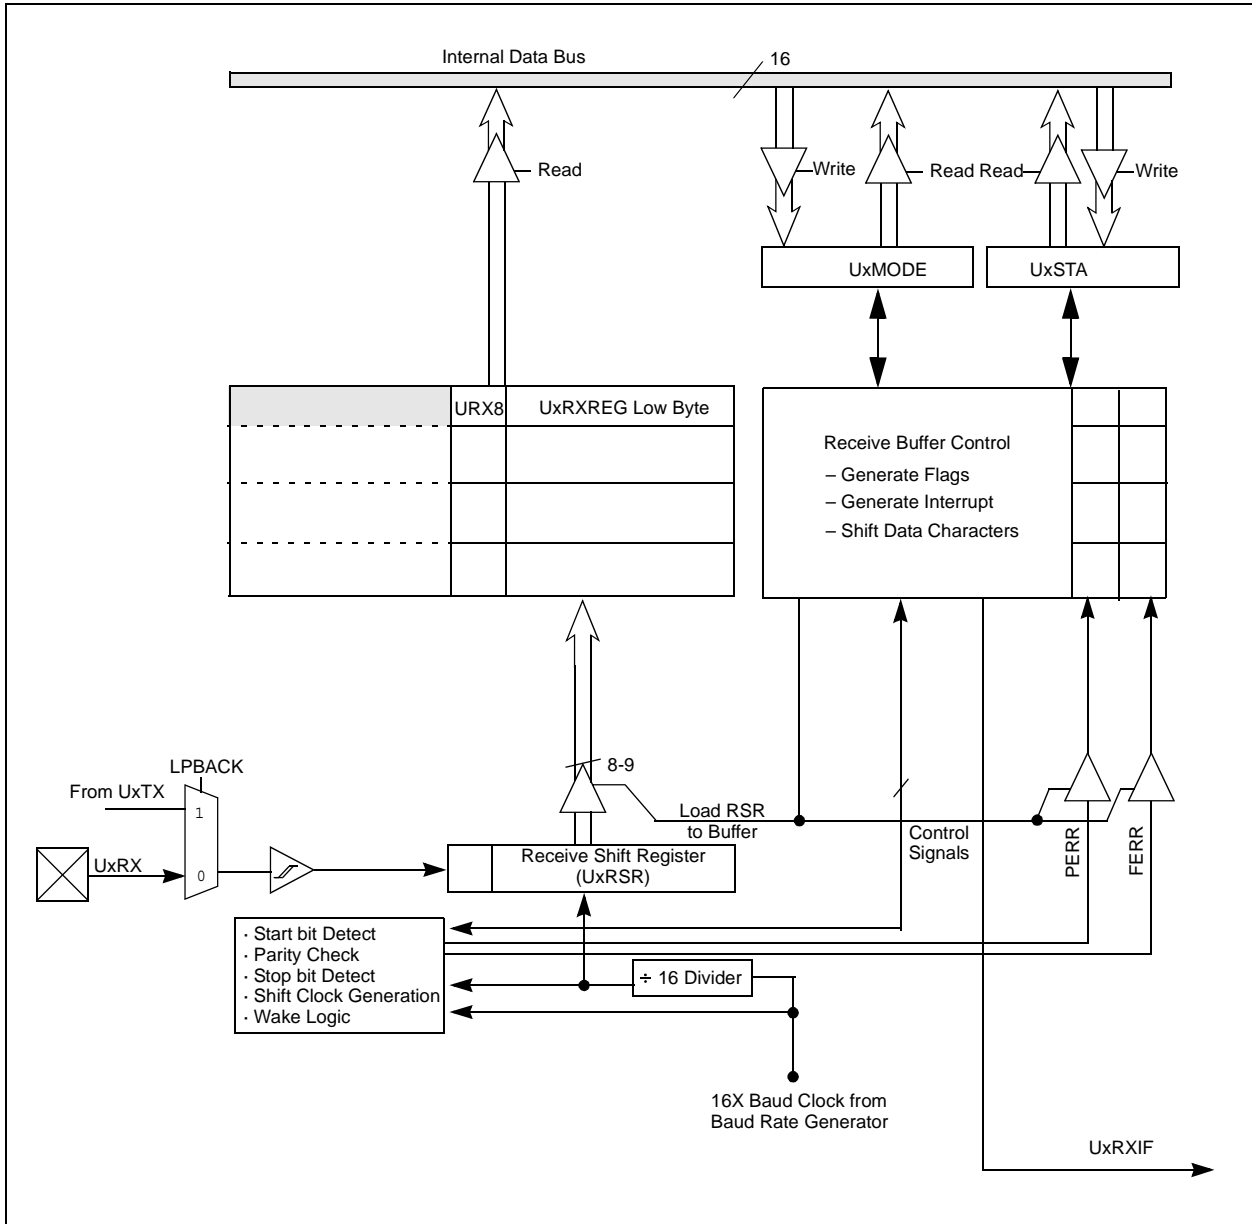 Internal Data Bus
16
Read
Write
Read Read
Write
UxMODE
UxSTA
URX8
UxRXREG Low Byte
Receive Buffer Control
– Generate Flags
– Generate Interrupt
– Shift Data Characters
LPBACK
From UxTX
1
UxRX
0
8-9
Load RSR
to Buffer
Control
Signals
PERR
FERR
Receive Shift Register
(UxRSR)
· Start bit Detect
· Parity Check
· Stop bit Detect
· Shift Clock Generation
· Wake Logic
÷ 16 Divider
16X Baud Clock from
Baud Rate Generator
UxRXIF